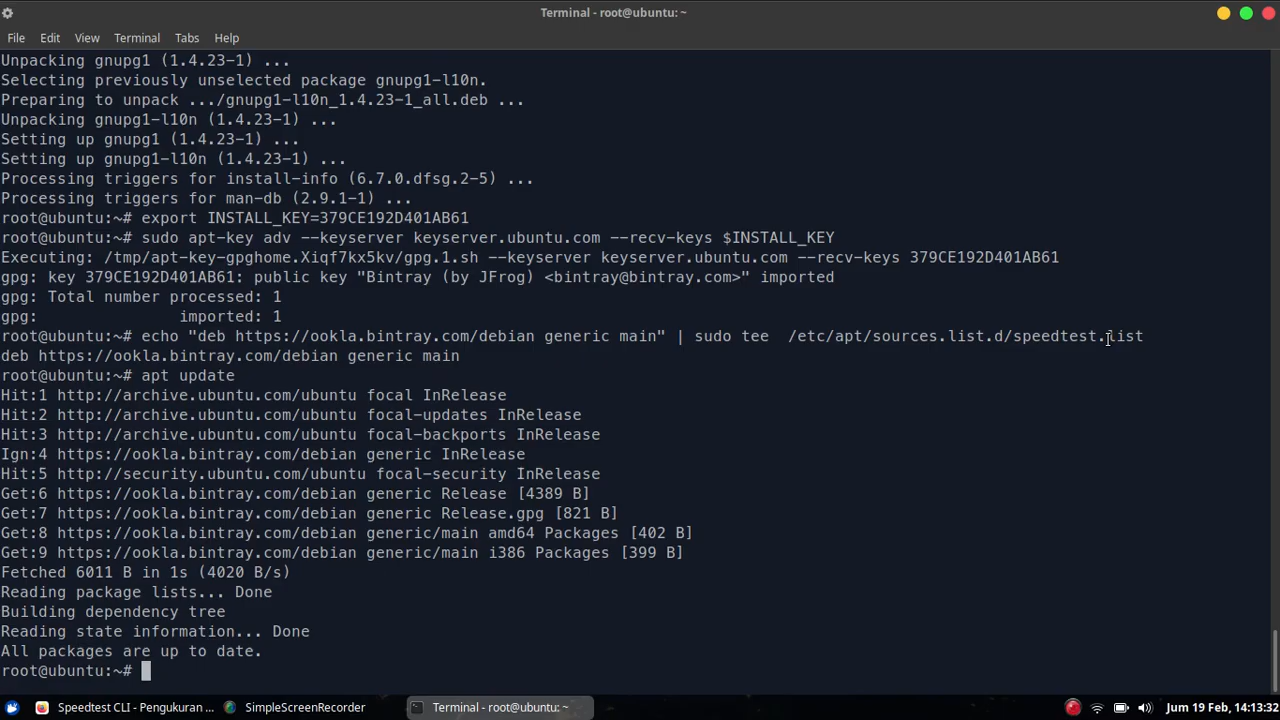 Terminal - root@ubuntu: ~
File Edit View Terminal Tabs Help
Unpacking gnupg1 (1.4.23-1) ...
Selecting previously unselected package gnupg1-l10n.
Preparing to unpack .../gnupg1-l10n_1.4.23-1_all.deb ...
Unpacking gnupg1-l10n (1.4.23-1) ...
Setting up gnupg1 (1.4.23-1) ...
Setting up gnupg1-l10n (1.4.23-1) ...
Processing triggers for install-info (6.7.0.dfsg.2-5) ...
Processing triggers for man-db (2.9.1-1) ...
root@ubuntu:~# export INSTALL_KEY=379CE192D401AB61
root@ubuntu:~# sudo apt-key adv --keyserver keyserver.ubuntu.com --recv-keys $INSTALL_KEY
Executing: /tmp/apt-key-gpghome.Xiqf7kx5kv/gpg.1.sh --keyserver keyserver.ubuntu.com --recv-keys 379CE192D401AB61
gpg: key 379CE192D401AB61: public key "Bintray (by JFrog) <bintray@bintray.com>" imported
gpg: Total number processed: 1
gpg:               imported: 1
root@ubuntu:~# echo "deb https://ookla.bintray.com/debian generic main" | sudo tee  /etc/apt/sources.list.d/speedtest.list
deb https://ookla.bintray.com/debian generic main
root@ubuntu:~# apt update
Hit:1 http://archive.ubuntu.com/ubuntu focal InRelease
Hit:2 http://archive.ubuntu.com/ubuntu focal-updates InRelease
Hit:3 http://archive.ubuntu.com/ubuntu focal-backports InRelease
Ign:4 https://ookla.bintray.com/debian generic InRelease
Hit:5 http://security.ubuntu.com/ubuntu focal-security InRelease
Get:6 https://ookla.bintray.com/debian generic Release [4389 B]
Get:7 https://ookla.bintray.com/debian generic Release.gpg [821 B]
Get:8 https://ookla.bintray.com/debian generic/main amd64 Packages [402 B]
Get:9 https://ookla.bintray.com/debian generic/main i386 Packages [399 B]
Fetched 6011 B in 1s (4020 B/s)
Reading package lists... Done
Building dependency tree
Reading state information... Done
All packages are up to date.
root@ubuntu:~#
Speedtest CLI - Pengukuran ... SimpleScreenRecorder Terminal - root@ubuntu: ~ Jum 19 Feb, 14:13:32